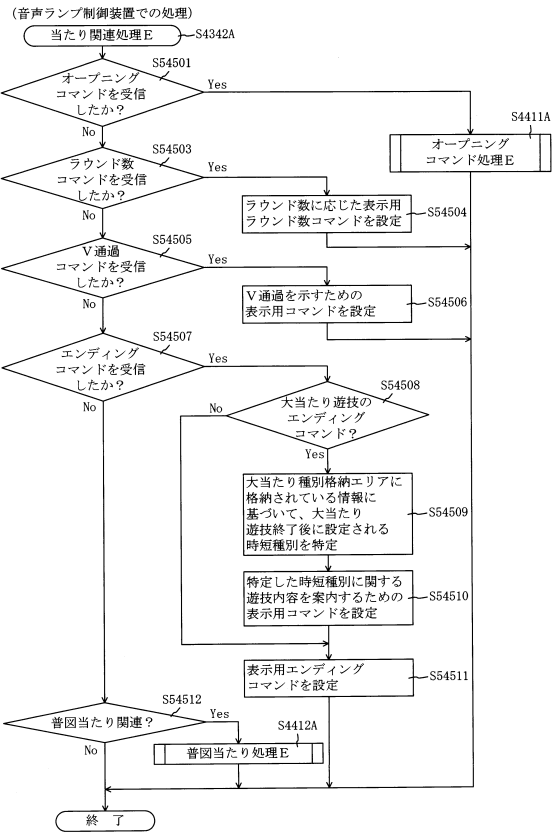 (音声ランプ制御装置での処理)
当たり関連処理E
S4342A
S54501
オープニング
コマンドを受信
したか?
Yes
No
S4411A
オープニング
コマンド処理E
S54503
ラウンド数
コマンドを受信
したか?
Yes
No
ラウンド数に応じた表示用
ラウンド数コマンドを設定
S54504
S54505
V通過
コマンドを受信
したか?
Yes
No
V通過を示すための
表示用コマンドを設定
S54506
S54507
エンディング
コマンドを受信
したか?
Yes
No
S54508
大当たり遊技の
エンディング
コマンド?
No
Yes
大当たり種別格納エリアに
格納されている情報に
基づいて、大当たり
遊技終了後に設定される
時短種別を特定
S54509
特定した時短種別に関する
遊技内容を案内するための
表示用コマンドを設定
S54510
表示用エンディング
コマンドを設定
S54511
S54512
普図当たり関連?
Yes
No
S4412A
普図当たり処理E
終 了